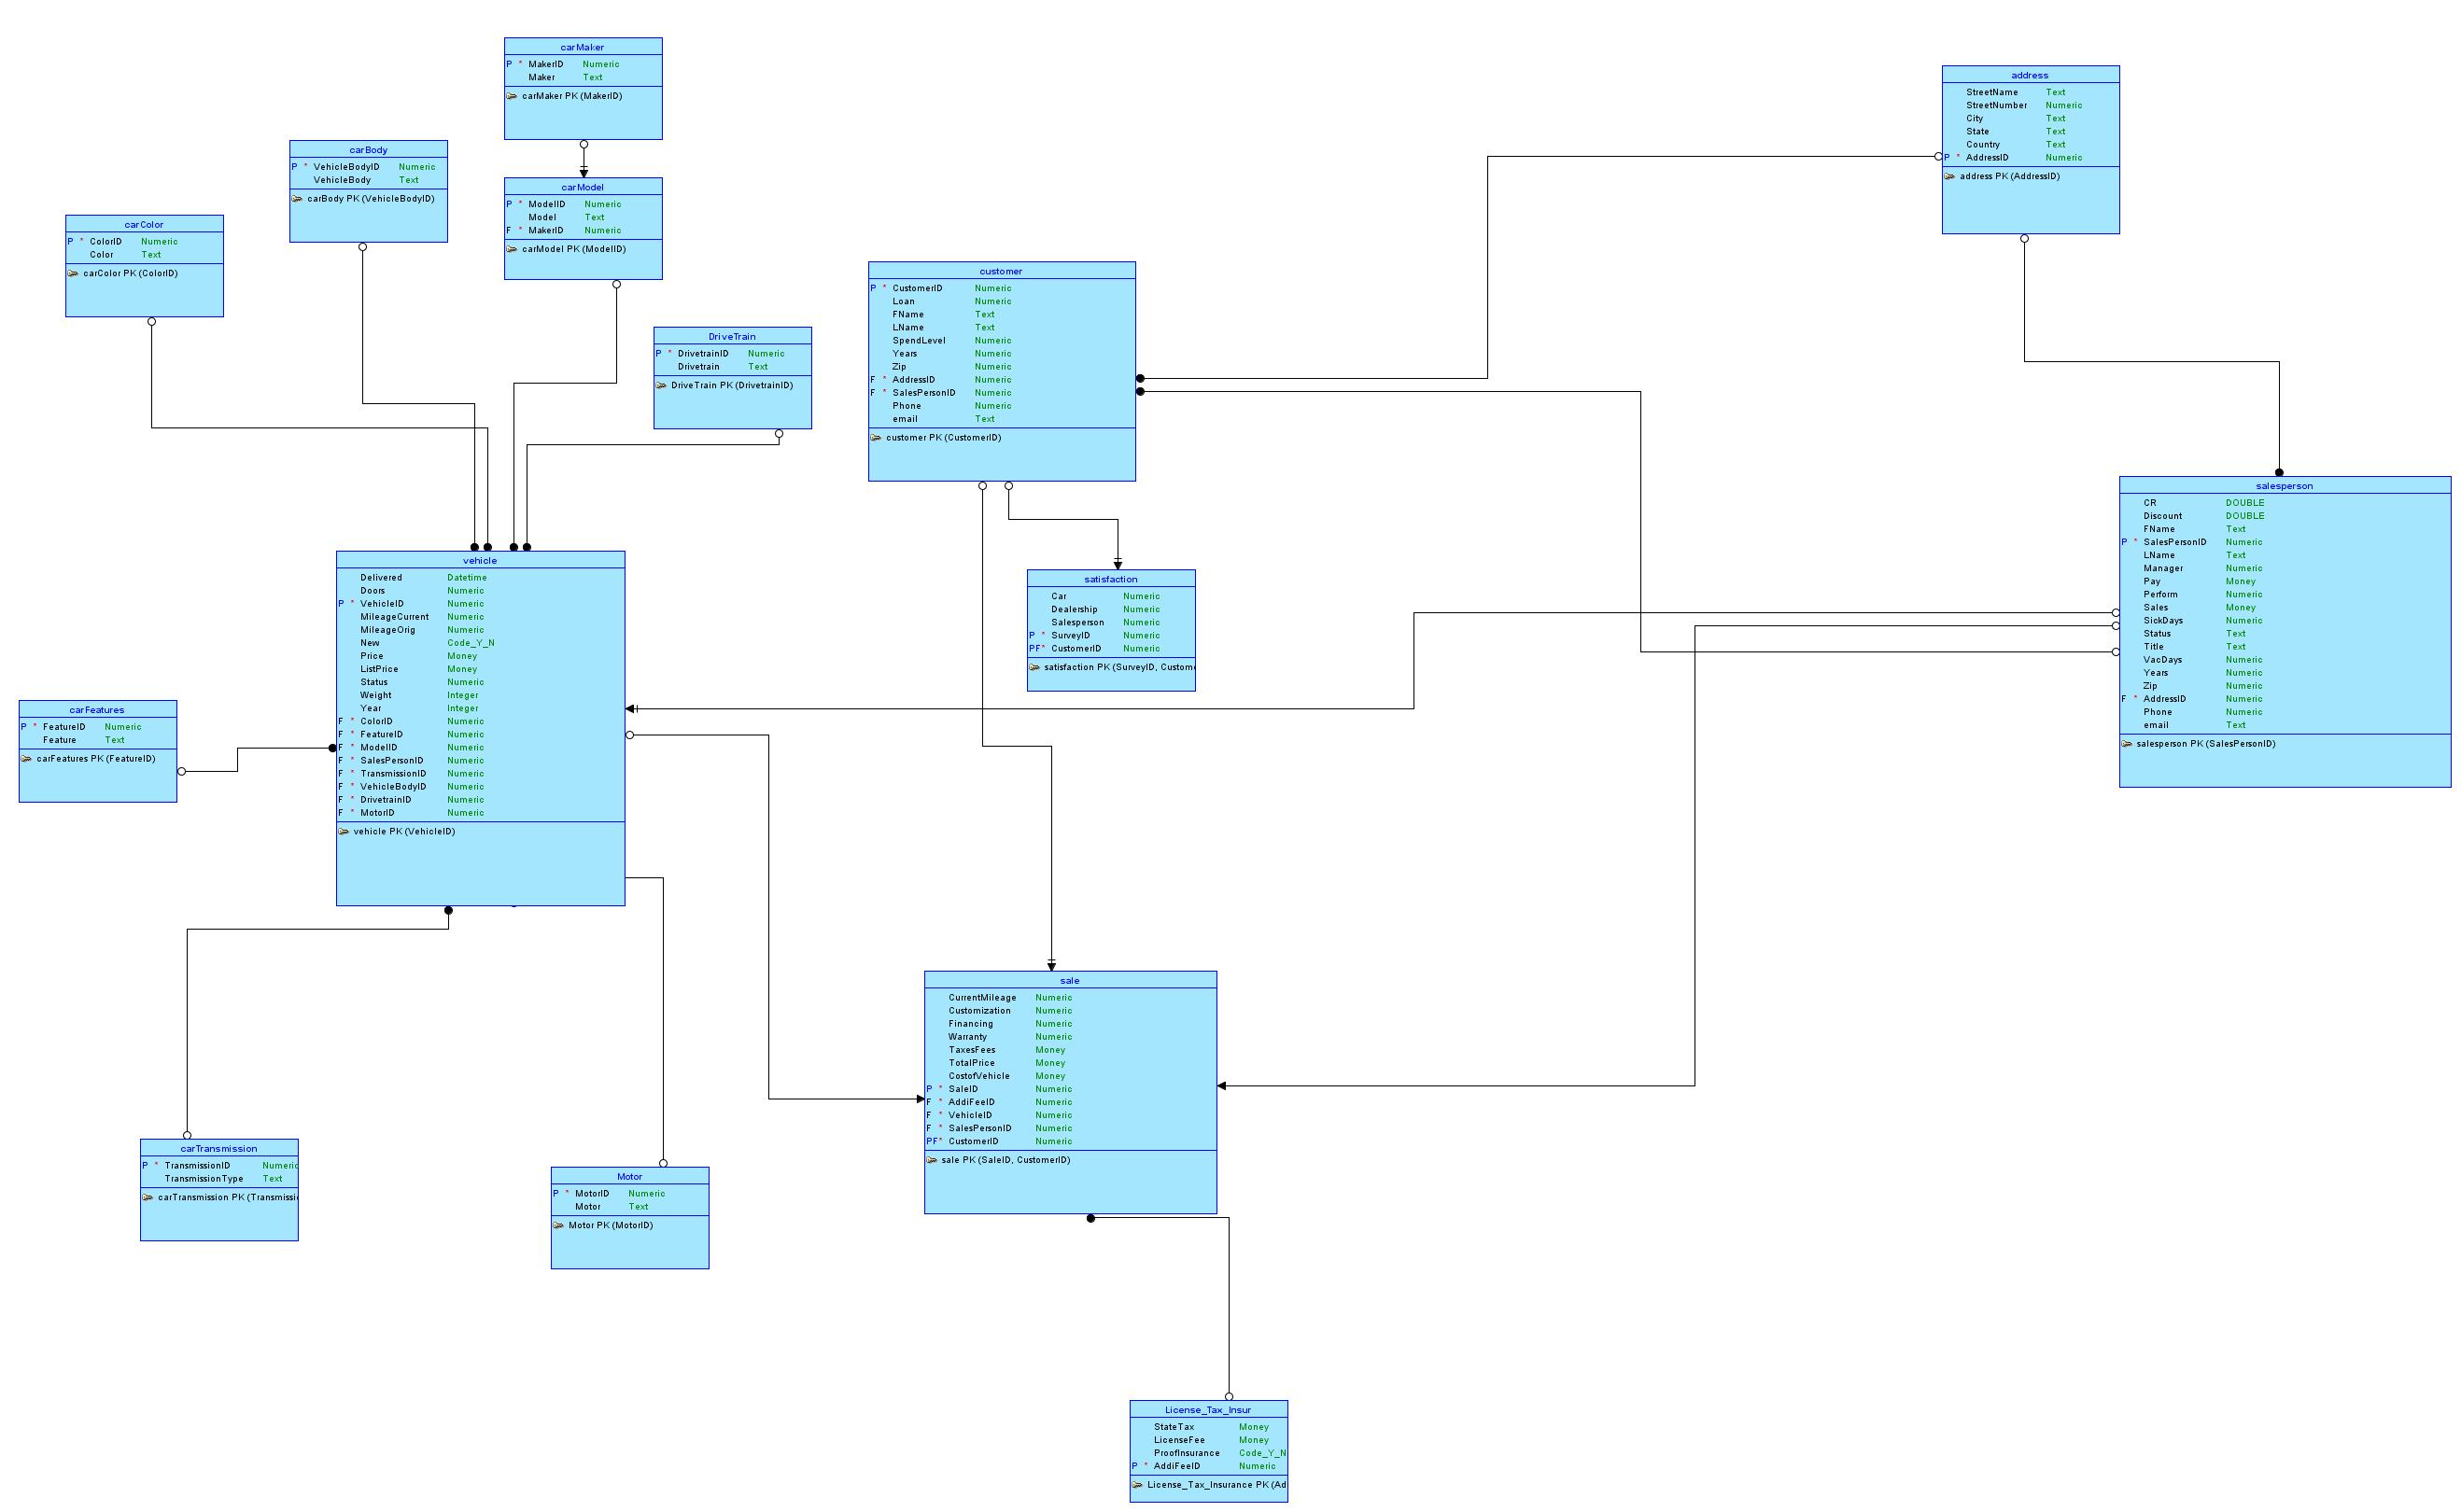 carMaker
P * MakerID Numeric
Maker Text
carMaker PK (MakerID)
address
StreetName Text
StreetNumber Numeric
City Text
State Text
Country Text
P * AddressID Numeric
address PK (AddressID)
carBody
P * VehicleBodyID Numeric
VehicleBody Text
carBody PK (VehicleBodyID)
carModel
P * ModelID Numeric
Model Text
F * MakerID Numeric
carModel PK (ModelID)
carColor
P * ColorID Numeric
Color Text
carColor PK (ColorID)
customer
P * CustomerID Numeric
Loan Numeric
FName Text
LName Text
SpendLevel Numeric
Years Numeric
Zip Numeric
F * AddressID Numeric
F * SalesPersonID Numeric
Phone Numeric
email Text
customer PK (CustomerID)
DriveTrain
P * DrivetrainID Numeric
Drivetrain Text
DriveTrain PK (DrivetrainID)
salesperson
CR DOUBLE
Discount DOUBLE
FName Text
P * SalesPersonID Numeric
LName Text
Manager Numeric
Pay Money
Perform Numeric
Sales Money
SickDays Numeric
Status Text
Title Text
VacDays Numeric
Years Numeric
Zip Numeric
F * AddressID Numeric
Phone Numeric
email Text
salesperson PK (SalesPersonID)
vehicle
Delivered Datetime
Doors Numeric
P * VehicleID Numeric
MileageCurrent Numeric
MileageOrig Numeric
New Code_Y_N
Price Money
ListPrice Money
Status Numeric
Weight Integer
Year Integer
F * ColorID Numeric
F * FeatureID Numeric
F * ModelID Numeric
F * SalesPersonID Numeric
F * TransmissionID Numeric
F * VehicleBodyID Numeric
F * DrivetrainID Numeric
F * MotorID Numeric
vehicle PK (VehicleID)
satisfaction
Car Numeric
Dealership Numeric
Salesperson Numeric
P * SurveyID Numeric
PF* CustomerID Numeric
satisfaction PK (SurveyID, Custome
carFeatures
P * FeatureID Numeric
Feature Text
carFeatures PK (FeatureID)
sale
CurrentMileage Numeric
Customization Numeric
Financing Numeric
Warranty Numeric
TaxesFees Money
TotalPrice Money
CostofVehicle Money
P * SaleID Numeric
F * AddiFeeID Numeric
F * VehicleID Numeric
F * SalesPersonID Numeric
PF* CustomerID Numeric
sale PK (SaleID, CustomerID)
carTransmission
P * TransmissionID Numeric
TransmissionType Text
carTransmission PK (Transmissi
Motor
P * MotorID Numeric
Motor Text
Motor PK (MotorID)
License_Tax_Insur
StateTax Money
LicenseFee Money
ProofInsurance Code_Y_N
P * AddiFeeID Numeric
License_Tax_Insurance PK (Ad